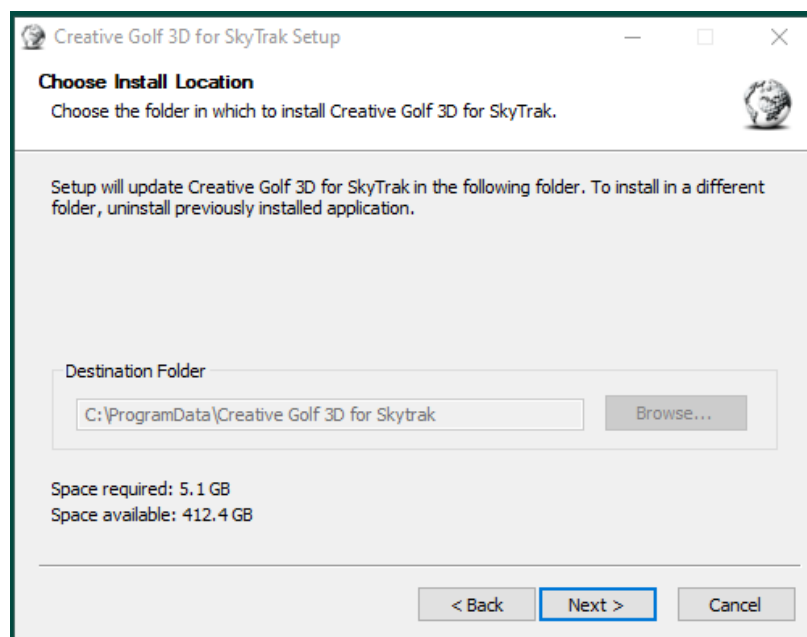 Creative Golf 3D for SkyTrak Setup
Choose Install Location
Choose the folder in which to install Creative Golf 3D for SkyTrak.
Setup will update Creative Golf 3D for SkyTrak in the following folder. To install in a different
folder, uninstall previously installed application.
Destination Folder
C:\ProgramData\Creative Golf 3D for Skytrak
Browse...
Space required: 5.1 GB
Space available: 412.4 GB
< Back
Next >
Cancel